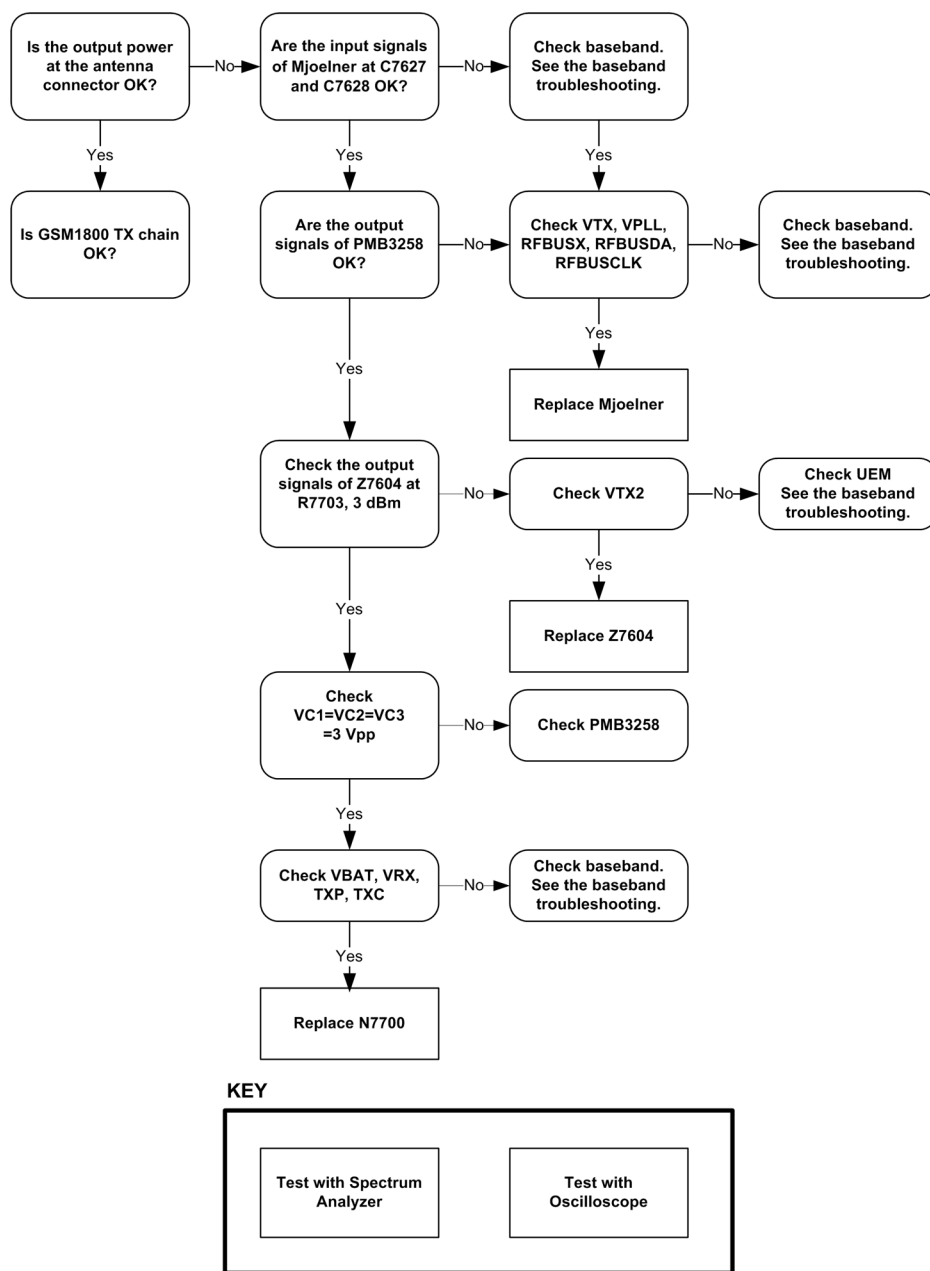 Is the output power
at the antenna
connector OK?
No
Are the input signals
of Mjoelner at C7627
and C7628 OK?
No
Check baseband.
See the baseband
troubleshooting.
Yes
Yes
Yes
Is GSM1800 TX chain
OK?
Are the output
signals of PMB3258
OK?
No
Check VTX, VPLL,
RFBUSX, RFBUSDA,
RFBUSCLK
No
Check baseband.
See the baseband
troubleshooting.
Yes
Yes
Replace Mjoelner
Check the output
signals of Z7604 at
R7703, 3 dBm
No
Check VTX2
No
Check UEM
See the baseband
troubleshooting.
Yes
Yes
Replace Z7604
Check
VC1=VC2=VC3
=3 Vpp
No
Check PMB3258
Yes
Check VBAT, VRX,
TXP, TXC
No
Check baseband.
See the baseband
troubleshooting.
Yes
Replace N7700
KEY
Test with Spectrum
Analyzer
Test with
Oscilloscope